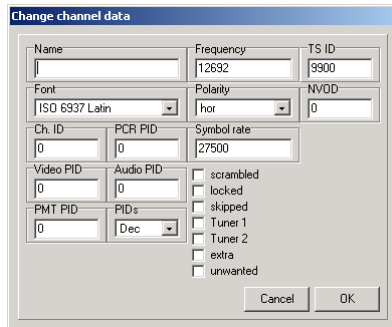 Change channel data
Name
Frequency
12692
TS ID
9900
Font
ISO 6937 Latin
Polarity
hor
NVOD
0
Ch. ID
0
PCR PID
0
Symbol rate
27500
Video PID
0
Audio PID
0
PMT PID
0
PIDs
Dec
scrambled
locked
skipped
Tuner 1
Tuner 2
extra
unwanted
Cancel
OK